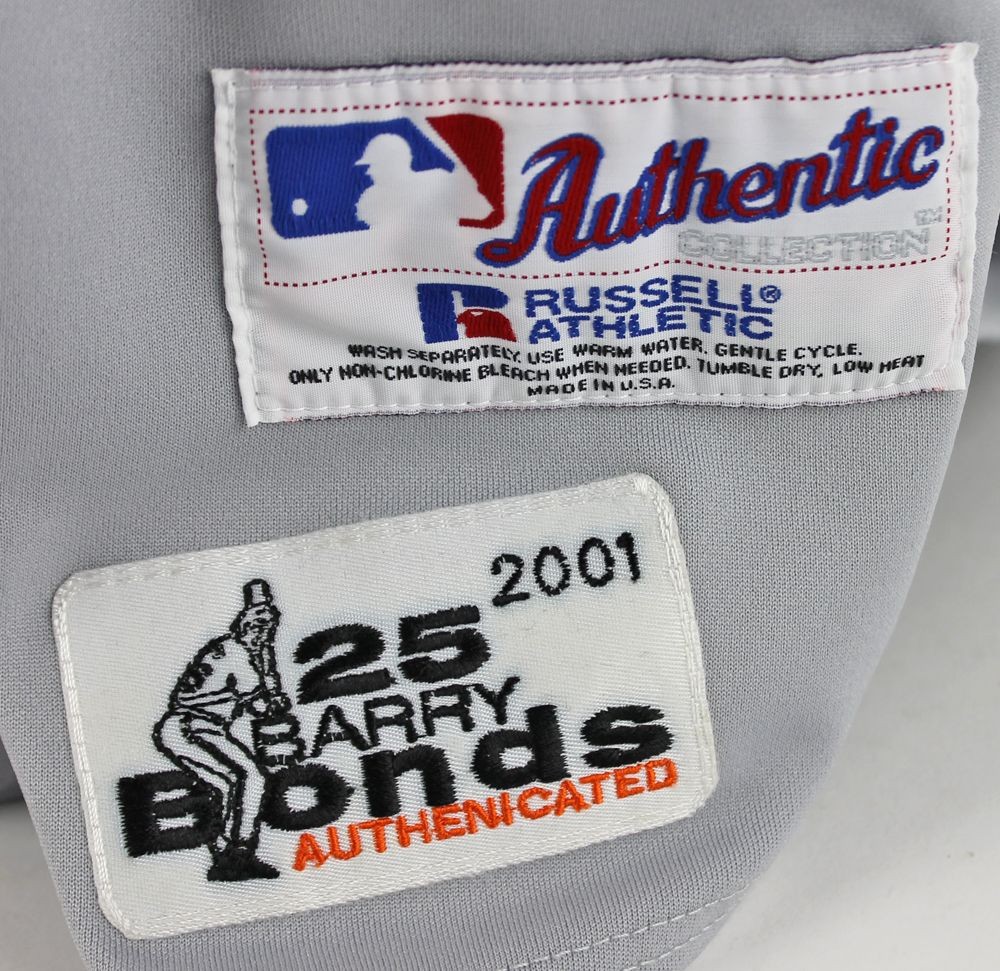 Authentic
COLLECTION™
RUSSELL®
ATHLETIC
WASH SEPARATELY. USE WARM WATER. GENTLE CYCLE.
ONLY NON-CHLORINE BLEACH WHEN NEEDED. TUMBLE DRY, LOW HEAT
MADE IN U.S.A.
2001
25
BARRY
Bonds
AUTHENICATED